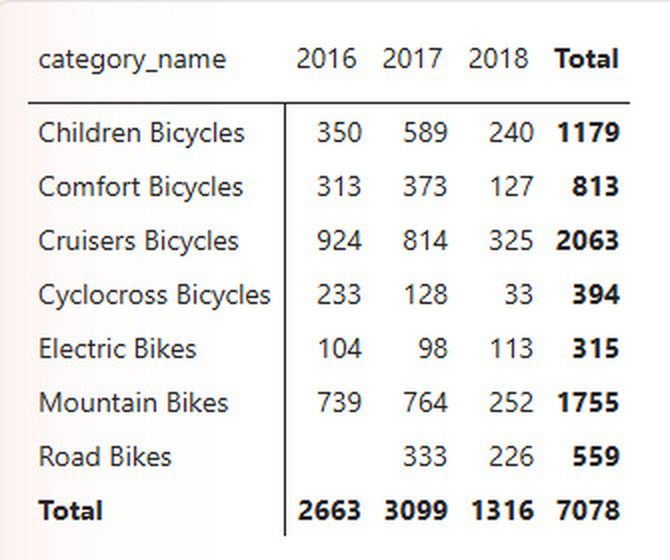 category_name 2016 2017 2018 Total
Children Bicycles 350 589 240 1179
Comfort Bicycles 313 373 127 813
Cruisers Bicycles 924 814 325 2063
Cyclocross Bicycles 233 128 33 394
Electric Bikes 104 98 113 315
Mountain Bikes 739 764 252 1755
Road Bikes 333 226 559
Total 2663 3099 1316 7078